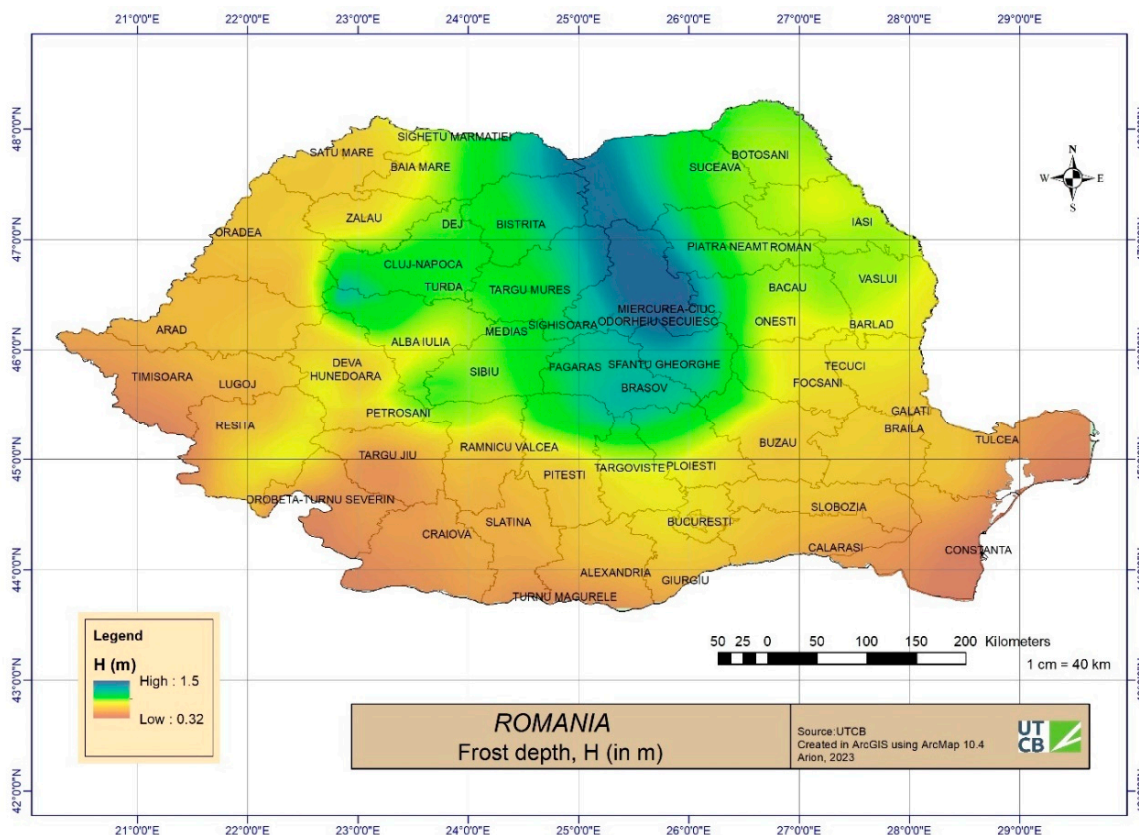 21°0'0"E 22°0'0"E 23°0'0"E 24°0'0"E 25°0'0"E 26°0'0"E 27°0'0"E 28°0'0"E 29°0'0"E
48°0'0"N
47°0'0"N
46°0'0"N
45°0'0"N
44°0'0"N
43°0'0"N
42°0'0"N
N
W E
S
SIGHETU MARMATIEI
SATU MARE
BAIA MARE
BOTOSANI
SUCEAVA
ZALAU
DEJ
BISTRITA
IASI
ORADEA
PIATRA-NEAMT
ROMAN
CLUJ-NAPOCA
TURDA
TARGU MURES
BACAU
VASLUI
MIERCUREA-CIUC
ODORHEIU SECUIESC
SIGHISOARA
MEDIAS
ONESTI
BARLAD
ARAD
ALBA IULIA
DEVA
HUNEDOARA
SIBIU
PAGARAS
SFANTU GHEORGHE
BRASOV
TECUCI
FOCSANI
TIMISOARA
LUGOJ
RESITA
PETROSANI
GALATI
BRAILA
TULCEA
TARGU JIU
RAMNICU VALCEA
PITESTI
TARGOVISTE
PLOIESTI
BUZAU
OROBETA-TURNU SEVERIN
CRAIOVA
SLATINA
BUCURESTI
SLOBOZIA
CALARASI
CONSTANTA
ALEXANDRIA
GIURGIU
TURNU MAGURELE
Legend
H (m)
High : 1.5
Low : 0.32
50 25 0 50 100 150 200 Kilometers
1 cm = 40 km
ROMANIA
Frost depth, H (in m)
Source:UTCB
Created in ArcGIS using ArcMap 10.4
Arion, 2023
UT
CB
21°0'0"E 22°0'0"E 23°0'0"E 24°0'0"E 25°0'0"E 26°0'0"E 27°0'0"E 28°0'0"E 29°0'0"E